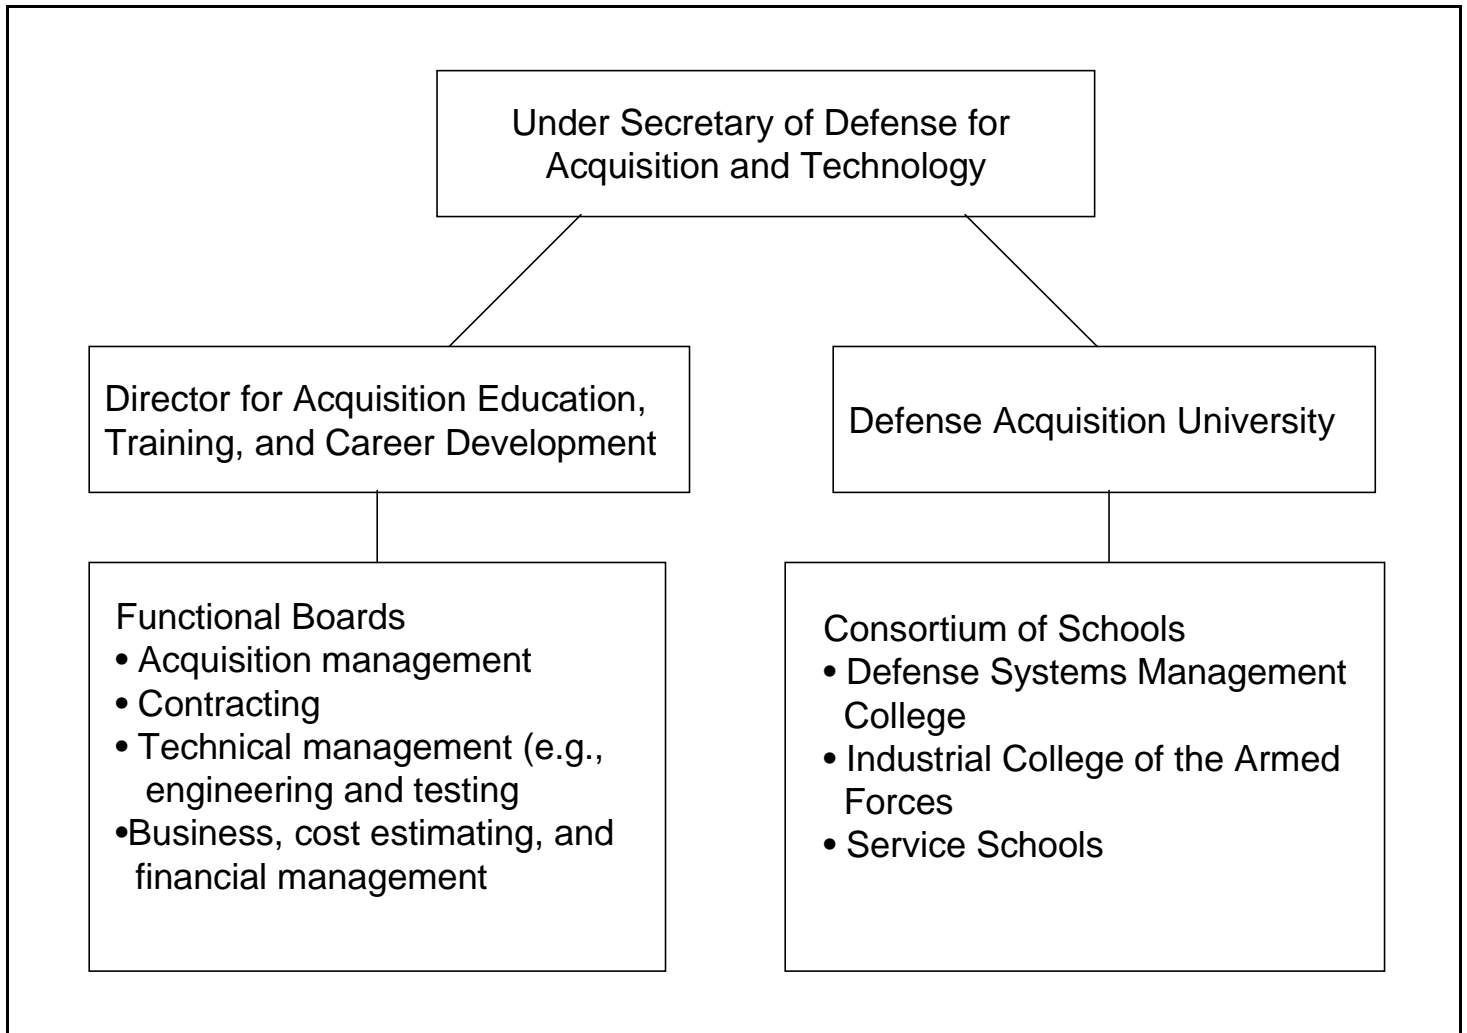 Under Secretary of Defense for
Acquisition and Technology
Director for Acquisition Education,
Training, and Career Development
Defense Acquisition University
Functional Boards
• Acquisition management
• Contracting
• Technical management (e.g.,
engineering and testing
•Business, cost estimating, and
financial management
Consortium of Schools
• Defense Systems Management
College
• Industrial College of the Armed
Forces
• Service Schools